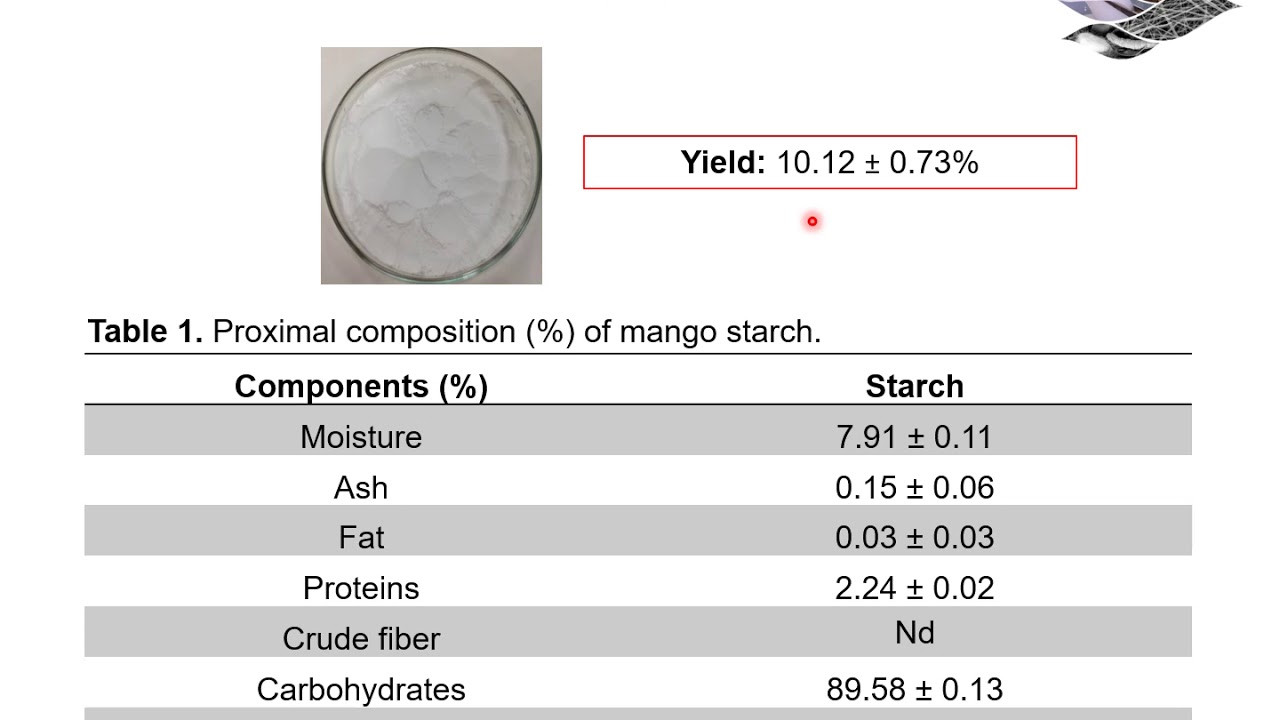 Yield: 10.12 ± 0.73%
Table 1. Proximal composition (%) of mango starch.
Components (%) Starch
Moisture 7.91 ± 0.11
Ash 0.15 ± 0.06
Fat 0.03 ± 0.03
Proteins 2.24 ± 0.02
Crude fiber Nd
Carbohydrates 89.58 ± 0.13